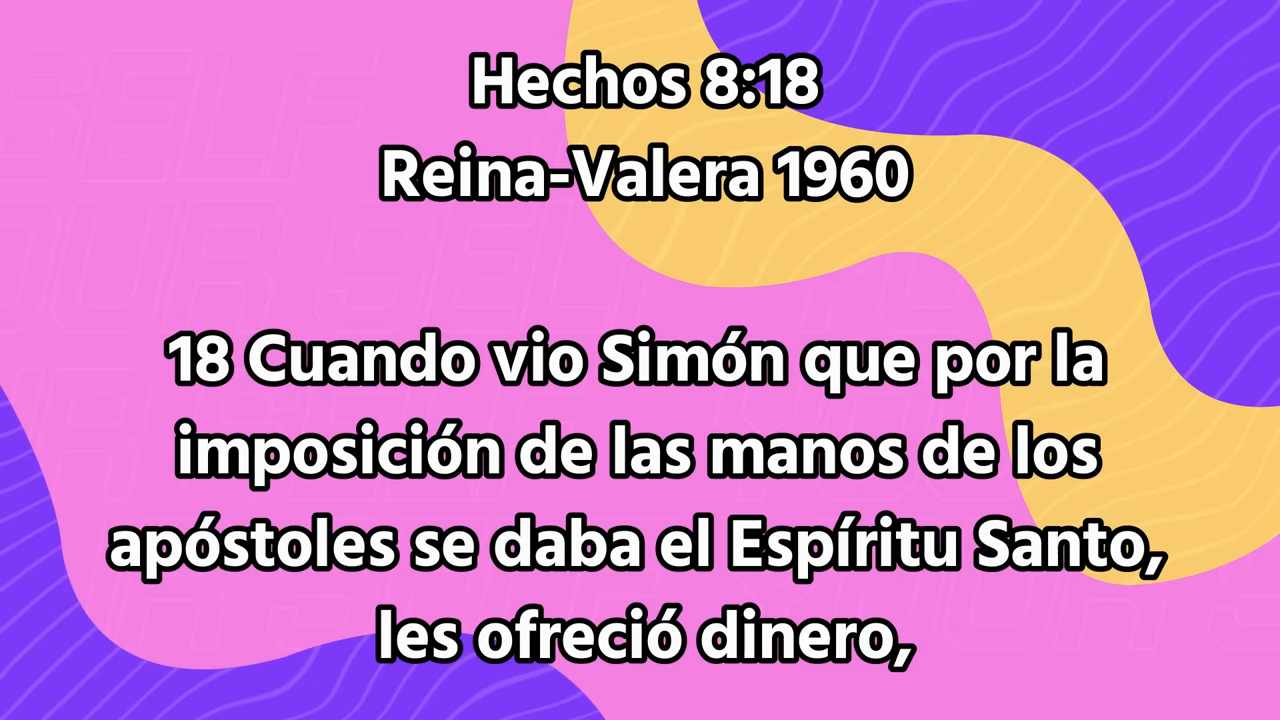 Hechos 8:18
Reina-Valera 1960
18 Cuando vio Simón que por la
imposición de las manos de los
apóstoles se daba el Espíritu Santo,
les ofreció dinero,